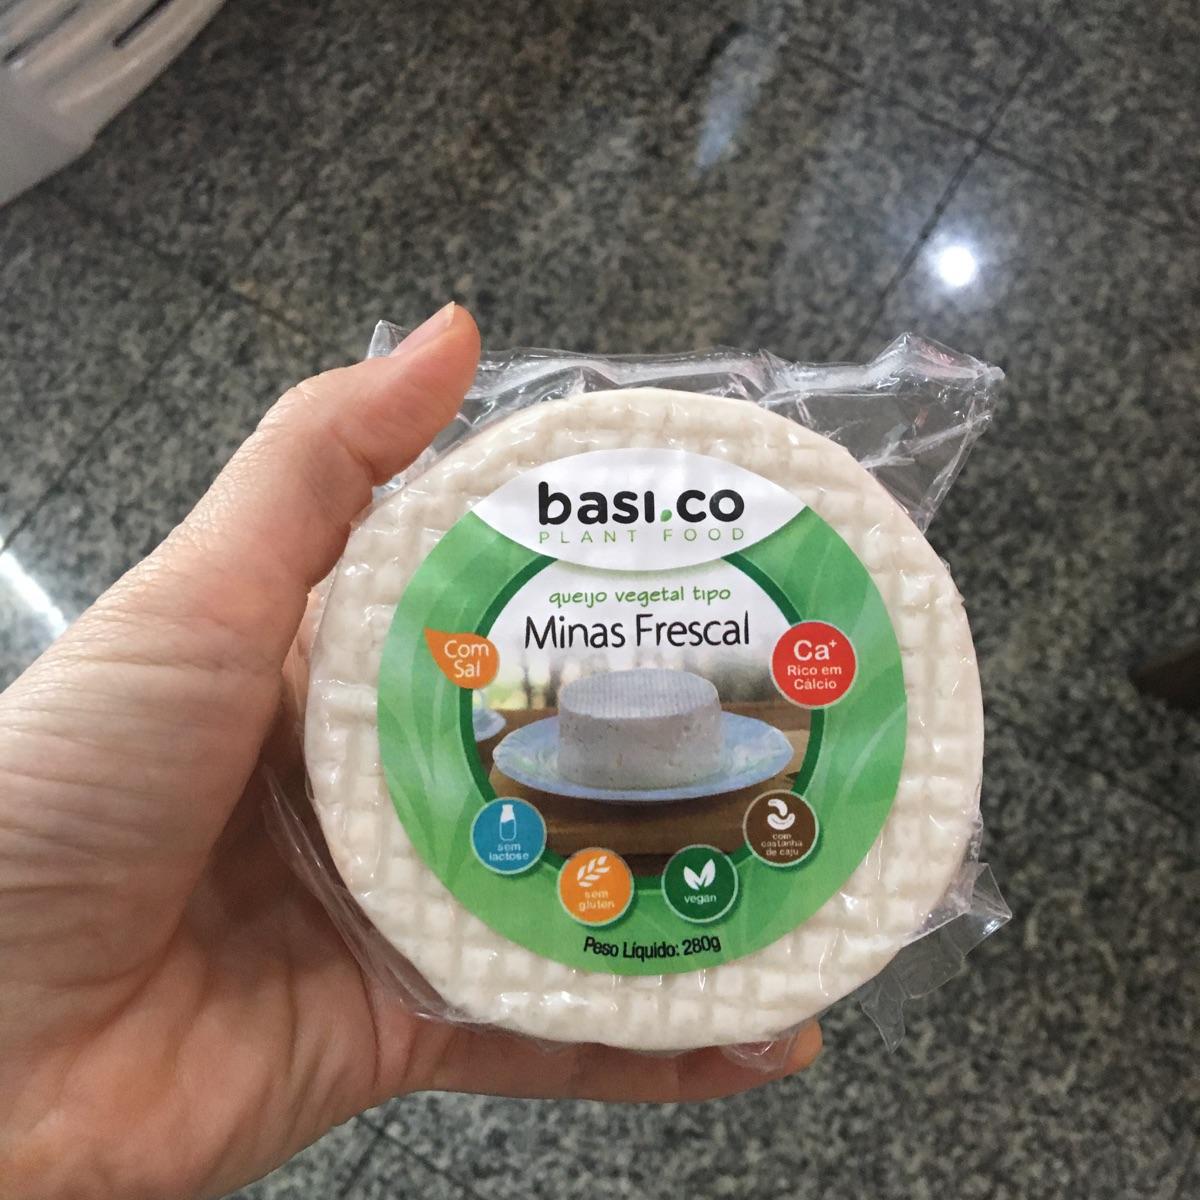 basi.co
PLANT FOOD
queijo vegetal tipo
Minas Frescal
Com
Sal
Ca+
Rico em
Cálcio
sem
lactose
sem
gluten
vegan
com
castanha
de caju
Peso Líquido: 280g